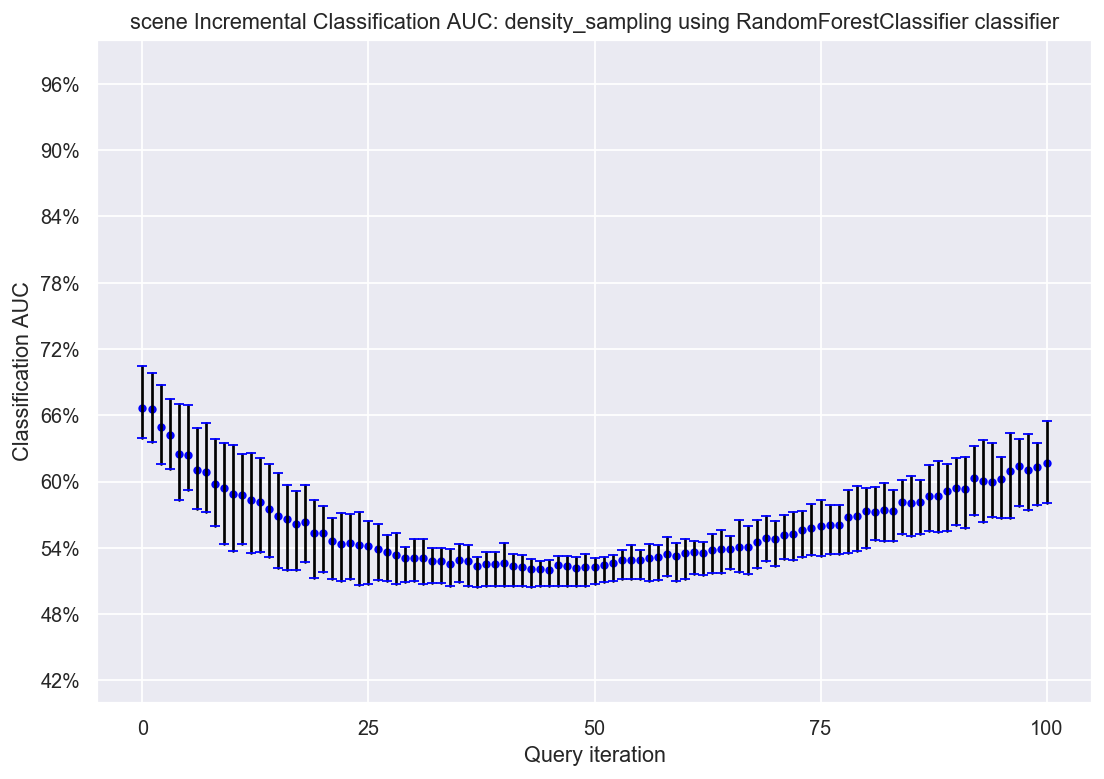 scene Incremental Classification AUC: density_sampling using RandomForestClassifier classifier
96%
90%
84%
78%
72%
66%
60%
54%
48%
42%
Classification AUC
0 25 50 75 100
Query iteration